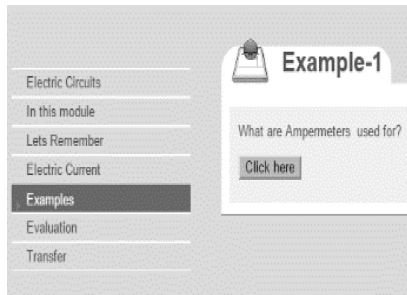 Electric Circuits
In this module
Lets Remember
Electric Current
Examples
Evaluation
Transfer
Example-1
What are Ampermeters used for?
Click here